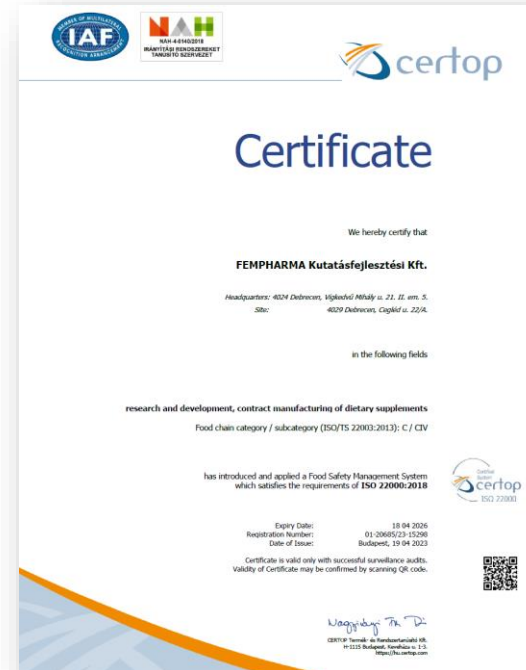 MEMBER OF MULTILATERAL
IAF
RECOGNITION ARRANGEMENT
NAH
NAH-4-0140/2018
IRÁNYÍTÁSI RENDSZEREKET
TANÚSÍTÓ SZERVEZET
certop
Certificate
We hereby certify that
FEMPHARMA Kutatásfejlesztési Kft.
Headquarters: 4024 Debrecen, Vígkedvű Mihály u. 21. II. em. 5.
Site: 4029 Debrecen, Cegléd u. 22/A.
in the following fields
research and development, contract manufacturing of dietary supplements
Food chain category / subcategory (ISO/TS 22003:2013): C / CIV
has introduced and applied a Food Safety Management System
which satisfies the requirements of ISO 22000:2018
certop
ISO 22000
Expiry Date: 18 04 2026
Registration Number: 01-20685/23-15298
Date of Issue: Budapest, 19 04 2023
Certificate is valid only with successful surveillance audits.
Validity of Certificate may be confirmed by scanning QR code.
CERTOP Termék- és Rendszertanúsító Kft.
H-1115 Budapest, Keveháza u. 1-3.
https://hu.certop.com